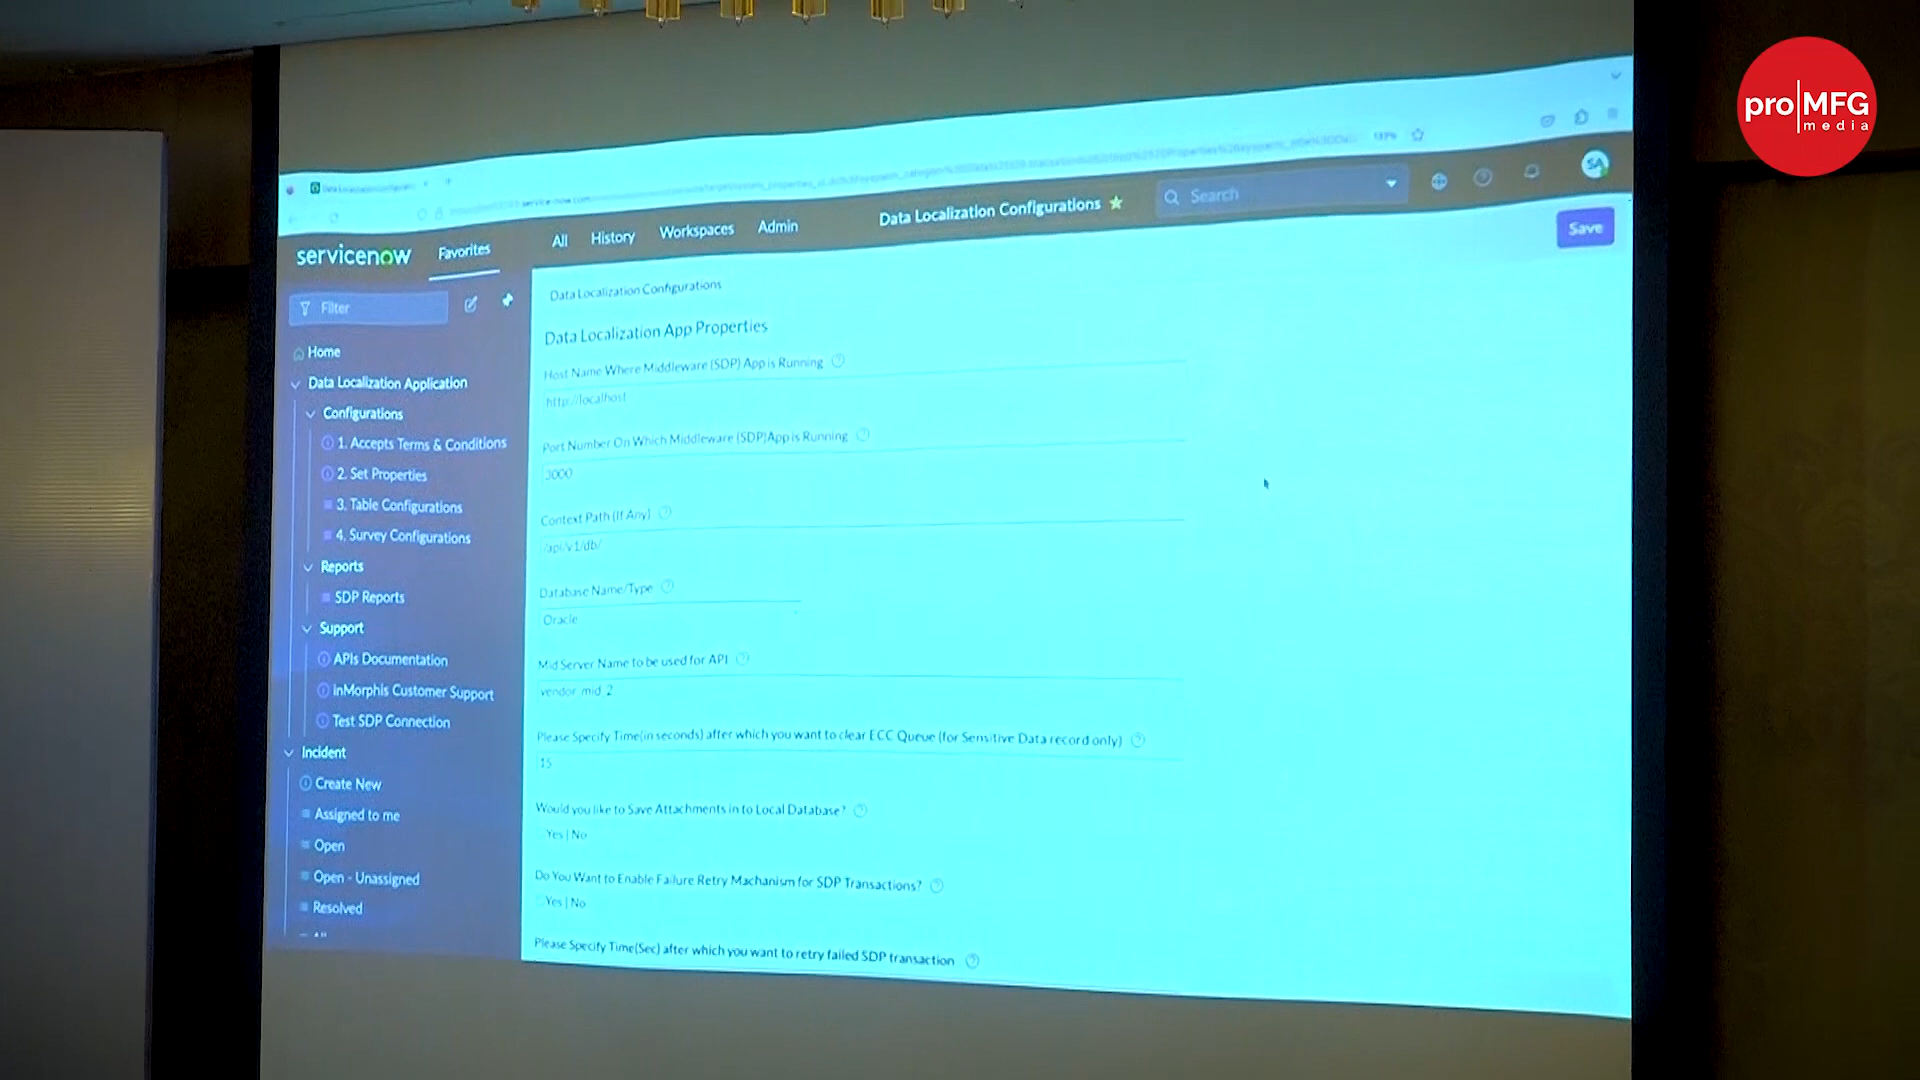 pro|MFG
media
137%
servicenow
Favorites
All
History
Workspaces
Admin
Data Localization Configurations
Search
SA
Save
Filter
Home
Data Localization Application
Configurations
1. Accepts Terms & Conditions
2. Set Properties
3. Table Configurations
4. Survey Configurations
Reports
SDP Reports
Support
APIs Documentation
InMorphis Customer Support
Test SDP Connection
Incident
Create New
Assigned to me
Open
Open - Unassigned
Resolved
All
Data Localization Configurations
Data Localization App Properties
Host Name Where Middleware (SDP) App is Running
http://localhost
Port Number On Which Middleware (SDP)App is Running
3000
Context Path (If Any)
/api/v1/db/
Database Name/Type
Oracle
Mid Server Name to be used for API
vendor_mid_2
Please Specify Time(in seconds) after which you want to clear ECC Queue (for Sensitive Data record only)
15
Would you like to Save Attachments in to Local Database?
Yes | No
Do You Want to Enable Failure Retry Machanism for SDP Transactions?
Yes | No
Please Specify Time(Sec) after which you want to retry failed SDP transaction